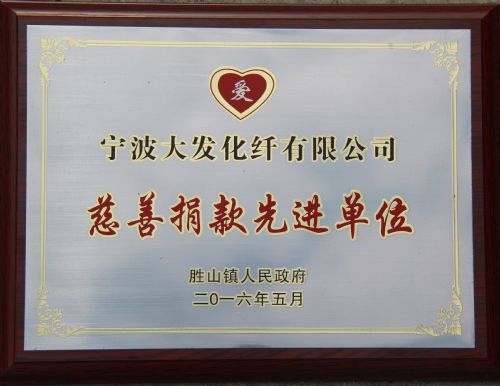 爱
宁波大发化纤有限公司
慈善捐款先进单位
胜山镇人民政府
二〇一六年五月